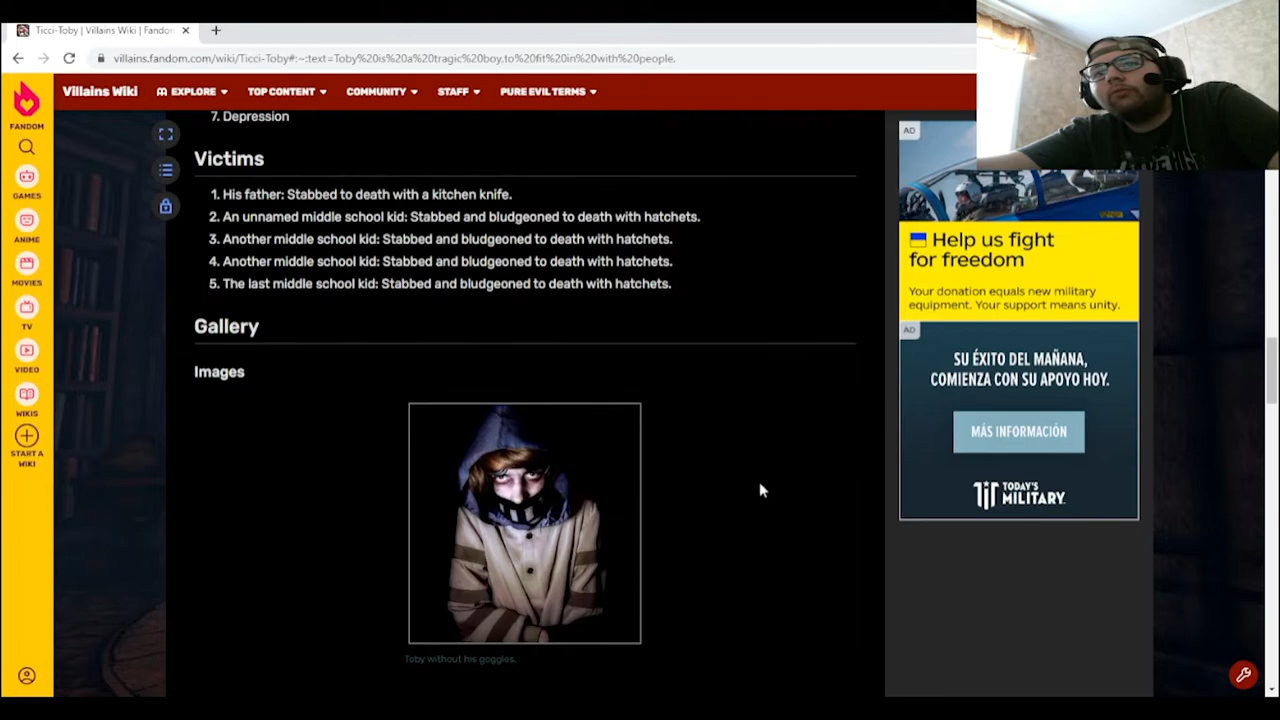 Ticci-Toby | Villains Wiki | Fandom
villains.fandom.com/wiki/Ticci-Toby#:~:text=Toby%20is%20a%20tragic%20boy,to%20fit%20in%20with%20people.
FANDOM
GAMES
ANIME
MOVIES
TV
VIDEO
WIKIS
START A
WIKI
Villains Wiki
EXPLORE
TOP CONTENT
COMMUNITY
STAFF
PURE EVIL TERMS
7. Depression
Victims
1. His father: Stabbed to death with a kitchen knife.
2. An unnamed middle school kid: Stabbed and bludgeoned to death with hatchets.
3. Another middle school kid: Stabbed and bludgeoned to death with hatchets.
4. Another middle school kid: Stabbed and bludgeoned to death with hatchets.
5. The last middle school kid: Stabbed and bludgeoned to death with hatchets.
Gallery
Images
Toby without his goggles.
AD
Help us fight
for freedom
Your donation equals new military
equipment. Your support means unity.
AD
SU ÉXITO DEL MAÑANA,
COMIENZA CON SU APOYO HOY.
MÁS INFORMACIÓN
TODAY'S
MILITARY